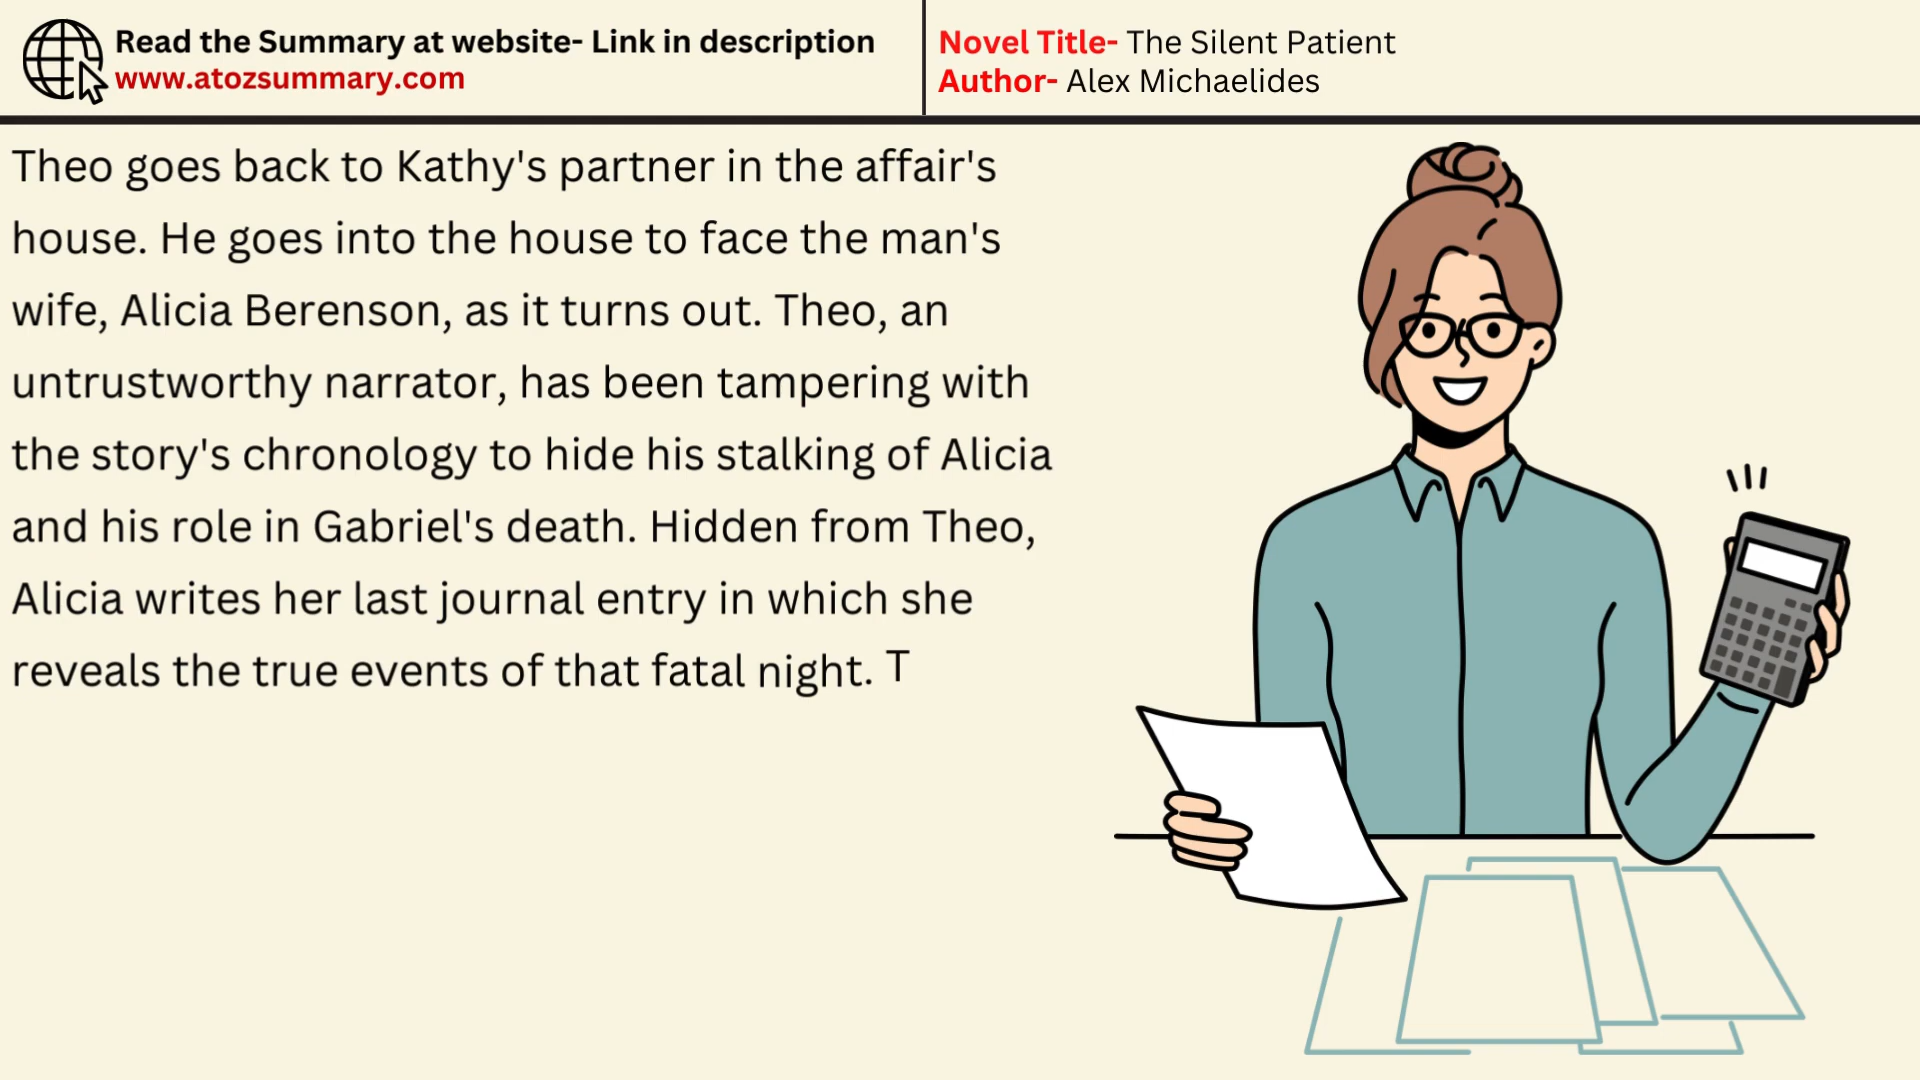 Read the Summary at website- Link in description
www.atozsummary.com
Novel Title- The Silent Patient
Author- Alex Michaelides
Theo goes back to Kathy's partner in the affair's
house. He goes into the house to face the man's
wife, Alicia Berenson, as it turns out. Theo, an
untrustworthy narrator, has been tampering with
the story's chronology to hide his stalking of Alicia
and his role in Gabriel's death. Hidden from Theo,
Alicia writes her last journal entry in which she
reveals the true events of that fatal night. T